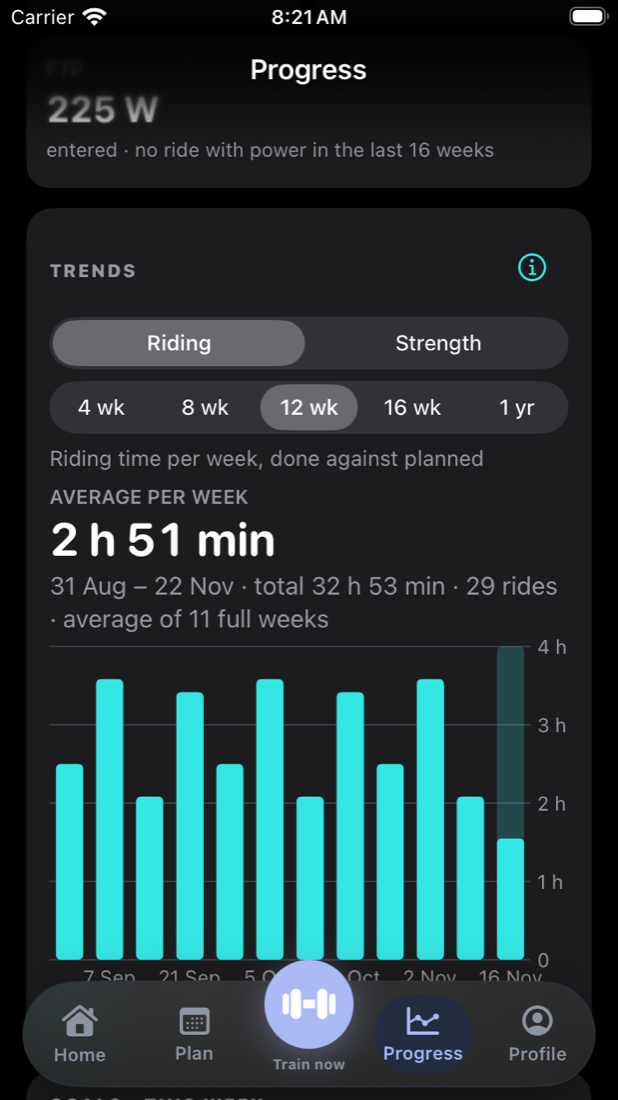 Carrier 8:21 AM
Progress
FTP
225 W
entered · no ride with power in the last 16 weeks
TRENDS
Riding Strength
4 wk 8 wk 12 wk 16 wk 1 yr
Riding time per week, done against planned
AVERAGE PER WEEK
2 h 51 min
31 Aug – 22 Nov · total 32 h 53 min · 29 rides
· average of 11 full weeks
4 h
3 h
2 h
1 h
0
7 Sep 21 Sep 5 O Oct 2 Nov 16 Nov
Home Plan Train now Progress Profile